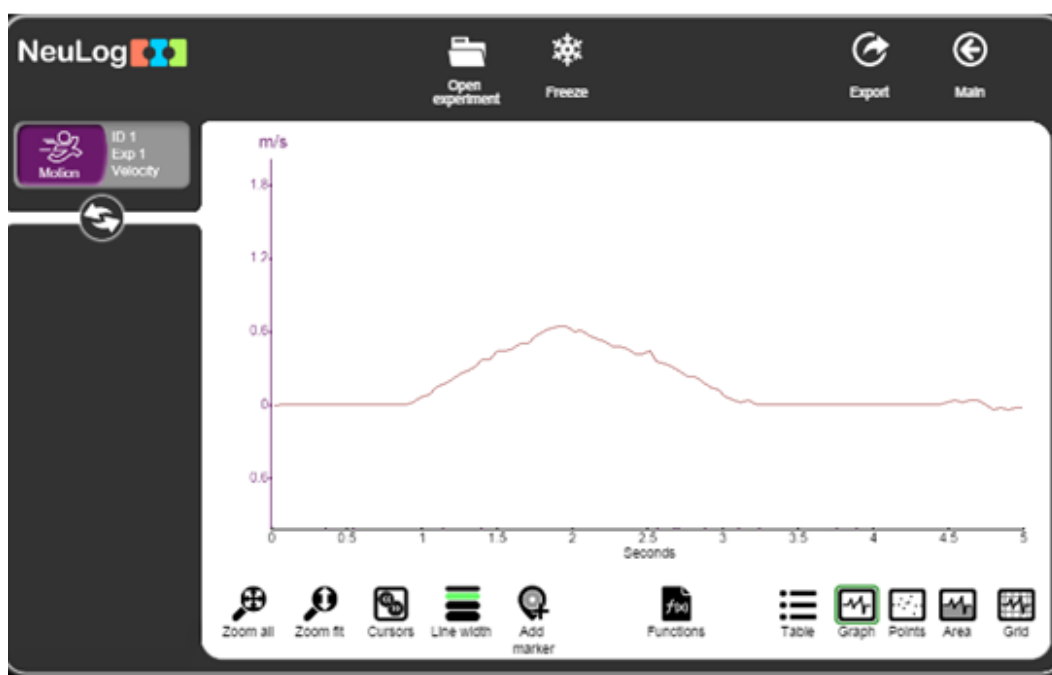 NeuLog
Open
experiment
Freeze
Export
Main
Motion
ID 1
Exp 1
Velocity
m/s
1.8
1.2
0.6
0
0.6
0
0.5
1
1.5
2
2.5
3
3.5
4
4.5
5
Seconds
Zoom all
Zoom fit
Cursors
Line width
Add
marker
f(x)
Functions
Table
Graph
Points
Area
Grid